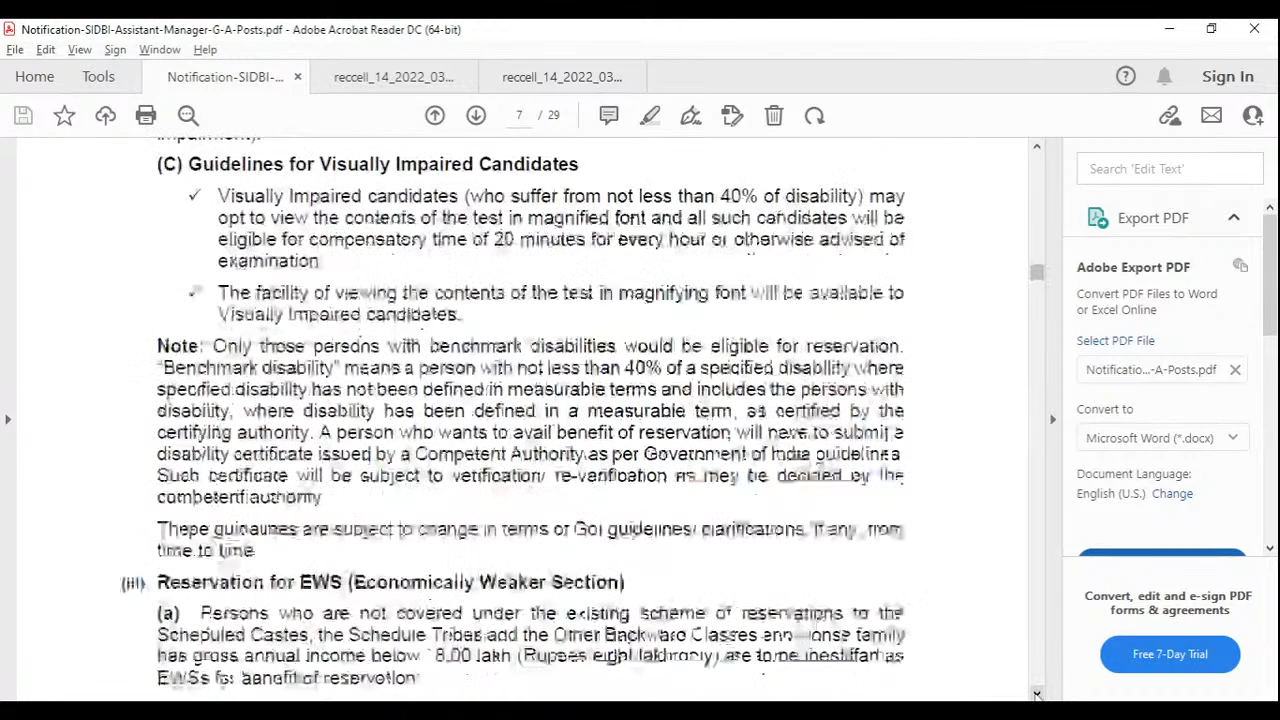 Notification-SIDBI-Assistant-Manager-G-A-Posts.pdf - Adobe Acrobat Reader DC (64-bit)
File Edit View Sign Window Help
Home Tools Notification-SIDBI-... × reccell_14_2022_03... reccell_14_2022_03... Sign In
7 / 29
(C) Guidelines for Visually Impaired Candidates
✓ Visually Impaired candidates (who suffer from not less than 40% of disability) may
opt to view the contents of the test in magnified font and all such candidates will be
eligible for compensatory time of 20 minutes for every hour or otherwise advised of
examination
The facility of viewing the contents of the test in magnifying font will be available to
Visually Impaired candidates.
Note: Only those persons with benchmark disabilities would be eligible for reservation.
"Benchmark disability" means a person with not less than 40% of a specified disability where
specified disability has not been defined in measurable terms and includes the persons with
disability, where disability has been defined in a measurable term, as certified by the
certifying authority. A person who wants to avail benefit of reservation will have to submit a
disability certificate issued by a Competent Authority as per Government of India guidelines
Such certificate will be subject to verification/ re-verification as may be decided by the
competent authority
These guidelines are subject to change in terms of GoI guidelines/ clarifications, if any, from
time to time
(iii) Reservation for EWS (Economically Weaker Section)
(a) Persons who are not covered under the existing scheme of reservations to the
Scheduled Castes, the Schedule Tribes and the Other Backward Classes and family
has gross annual income below 8.00 lakh (Rupees eight lakh are to be as
EWSs for benefit of reservation
Search 'Edit Text'
Export PDF
Adobe Export PDF
Convert PDF Files to Word
or Excel Online
Select PDF File
Notificatio...-A-Posts.pdf ×
Convert to
Microsoft Word (*.docx)
Document Language:
English (U.S.) Change
Convert, edit and e-sign PDF
forms & agreements
Free 7-Day Trial